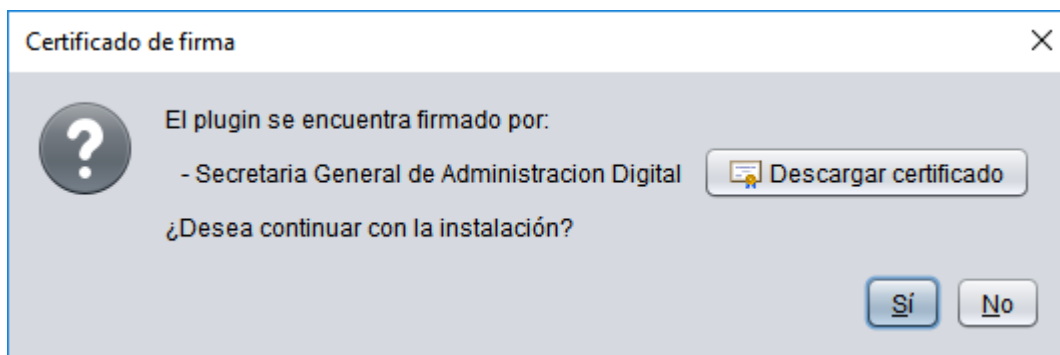 Certificado de firma
El plugin se encuentra firmado por:
- Secretaria General de Administracion Digital
Descargar certificado
¿Desea continuar con la instalación?
Sí
No